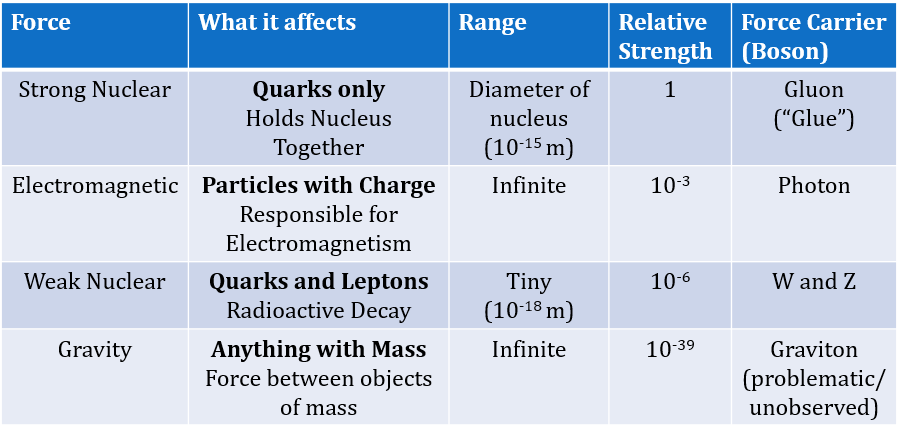 Force What it affects Range Relative Strength Force Carrier (Boson)
Strong Nuclear Quarks only Holds Nucleus Together Diameter of nucleus (10⁻¹⁵ m) 1 Gluon (“Glue”)
Electromagnetic Particles with Charge Responsible for Electromagnetism Infinite 10⁻³ Photon
Weak Nuclear Quarks and Leptons Radioactive Decay Tiny (10⁻¹⁸ m) 10⁻⁶ W and Z
Gravity Anything with Mass Force between objects of mass Infinite 10⁻³⁹ Graviton (problematic/ unobserved)